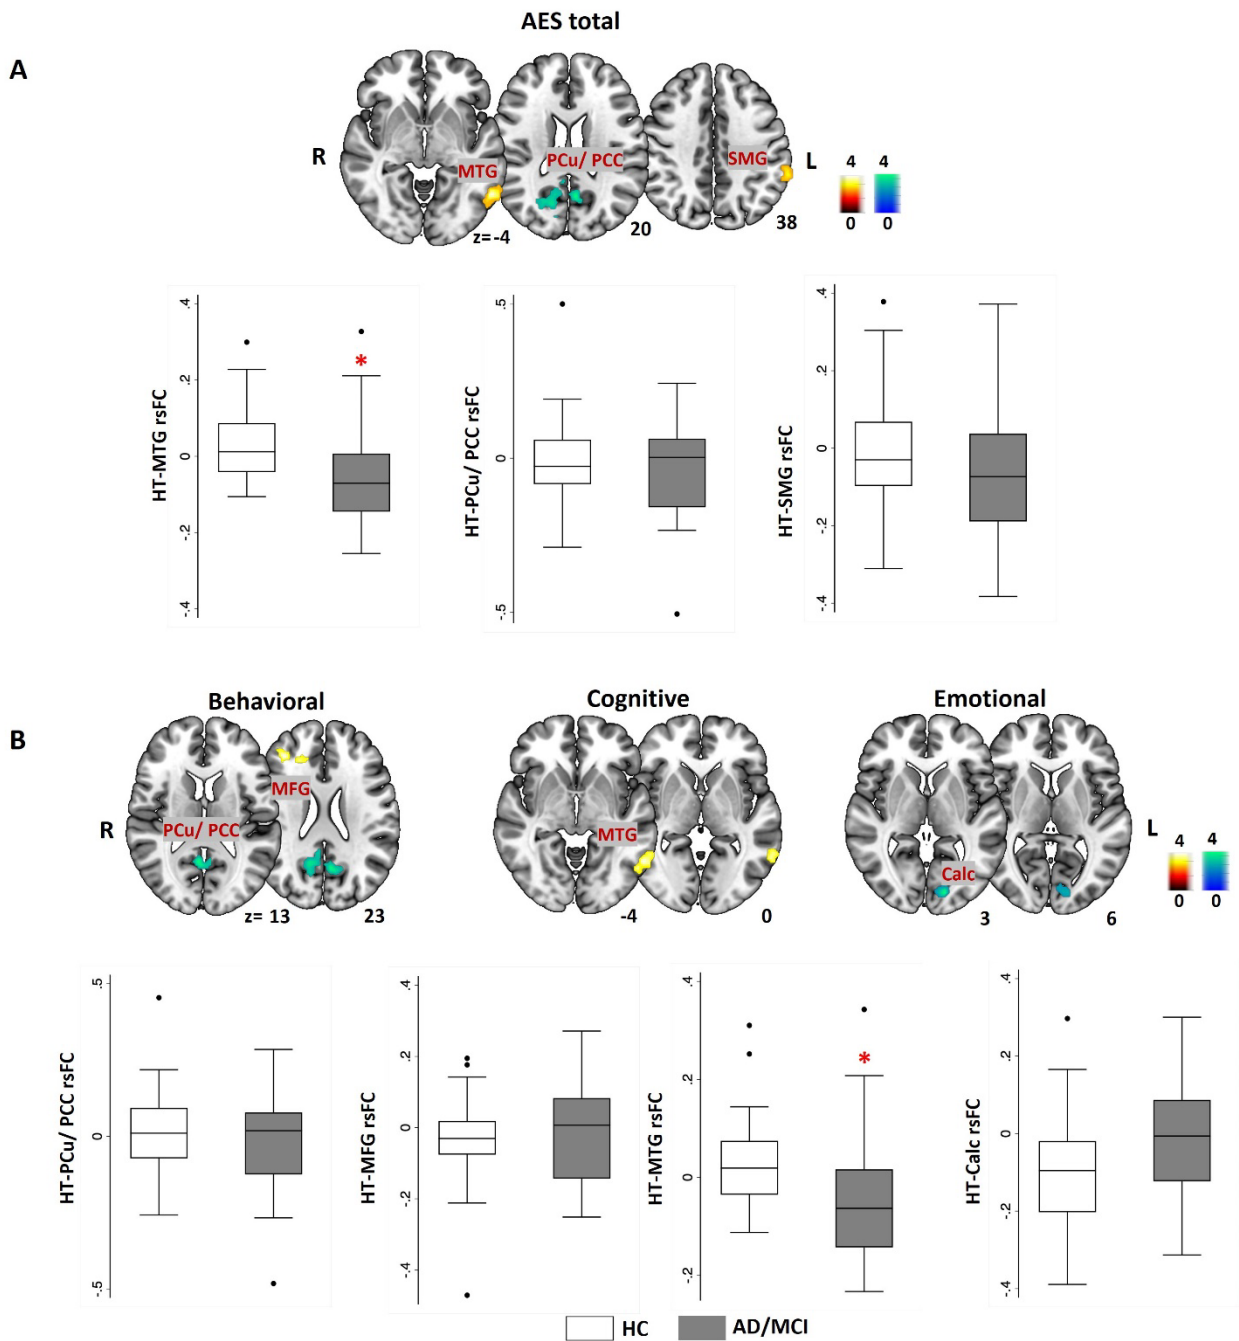 AES total
A
R
MTG
PCu/ PCC
SMG
L
4 4
0 0
z= -4
20
38
HT-MTG rsFC
.4
.2
0
-.2
-.4
*
HT-PCu/ PCC rsFC
.5
0
-.5
HT-SMG rsFC
.4
.2
0
-.2
-.4
Behavioral
Cognitive
Emotional
B
R
PCu/ PCC
MFG
MTG
Calc
L
4 4
0 0
z= 13
23
-4
0
3
6
HT-PCu/ PCC rsFC
.5
0
-.5
HT-MFG rsFC
.4
.2
0
-.2
-.4
HT-MTG rsFC
.4
.2
0
-.2
*
HT-Calc rsFC
.4
.2
0
-.2
-.4
HC
AD/MCI